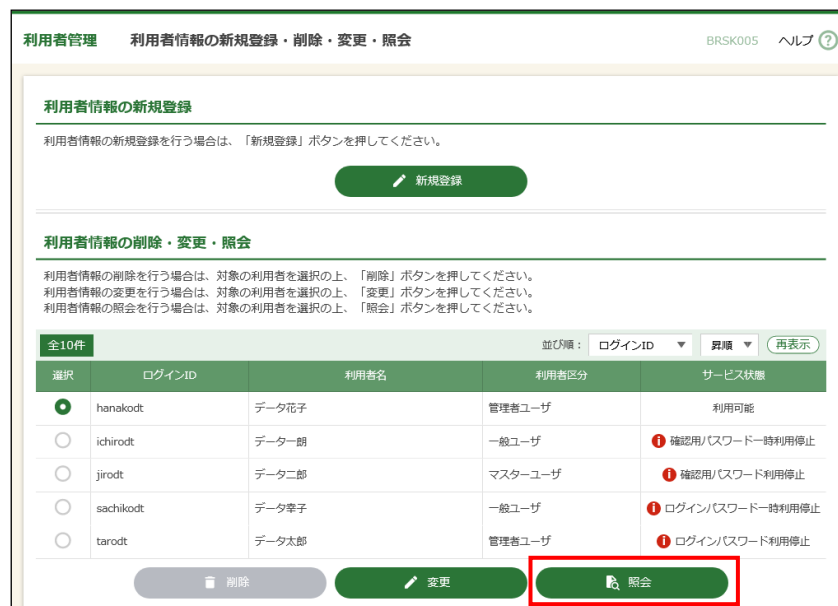 利用者管理 利用者情報の新規登録・削除・変更・照会 BRSK005 ヘルプ ?
利用者情報の新規登録
利用者情報の新規登録を行う場合は、「新規登録」ボタンを押してください。
新規登録
利用者情報の削除・変更・照会
利用者情報の削除を行う場合は、対象の利用者を選択の上、「削除」ボタンを押してください。
利用者情報の変更を行う場合は、対象の利用者を選択の上、「変更」ボタンを押してください。
利用者情報の照会を行う場合は、対象の利用者を選択の上、「照会」ボタンを押してください。
全10件 並び順： ログインID ▼ 昇順 ▼ 再表示
選択 ログインID 利用者名 利用者区分 サービス状態
hanakodt データ花子 管理者ユーザ 利用可能
ichirodt データ一朗 一般ユーザ 確認用パスワード一時利用停止
jirodt データ二郎 マスターユーザ 確認用パスワード利用停止
sachikodt データ幸子 一般ユーザ ログインパスワード一時利用停止
tarodt データ太郎 管理者ユーザ ログインパスワード利用停止
削除 変更 照会